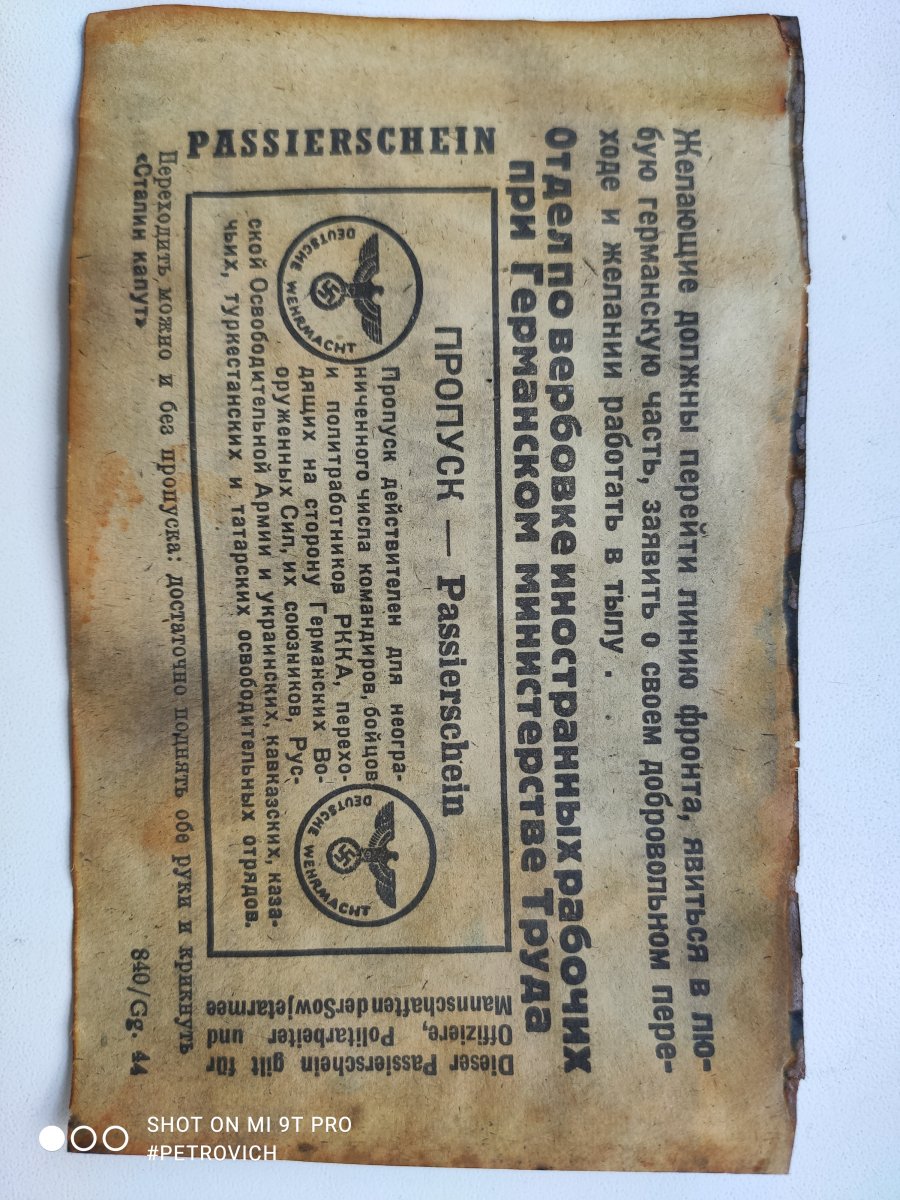 Желающие должны перейти линию фронта, явиться в лю-
бую германскую часть, заявить о своем добровольном пере-
ходе и желании работать в тылу.
Отдел по вербовке иностранных рабочих
при Германском министерстве Труда
PASSIERSCHEIN
ПРОПУСК — Passierschein
DEUTSCHE WEHRMACHT
Пропуск действителен для неогра-
ниченного числа командиров, бойцов
и политработников РККА, перехо-
дящих на сторону Германских Во-
оруженных Сил, их союзников, Рус-
ской Освободительной Армии и украинских, кавказских, каза-
чьих, туркестанских и татарских освободительных отрядов.
DEUTSCHE WEHRMACHT
Dieser Passierschein gilt für
Offiziere, Politarbeiter und
Mannschaften der Sowjetarmee
Переходить можно и без пропуска: достаточно поднять обе руки и крикнуть
«Сталин капут»
840/Gg. 44
SHOT ON MI 9T PRO
#PETROVICH